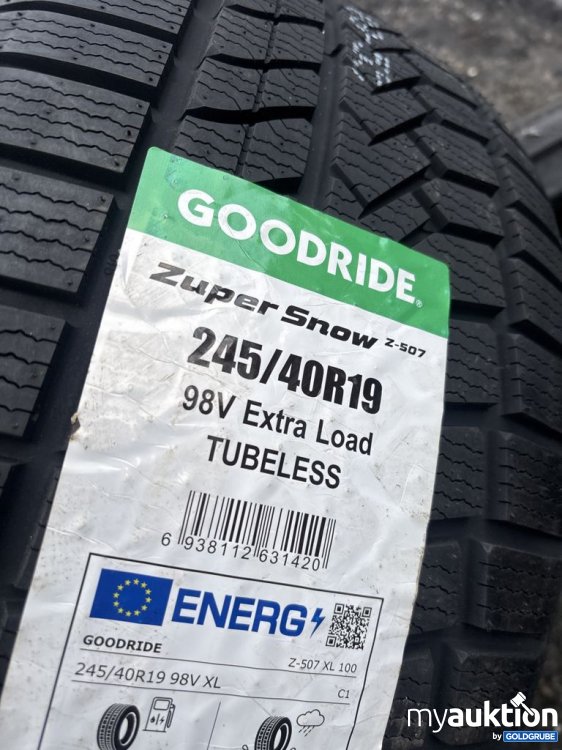 GOODRIDE®
Zuper Snow Z-507
245/40R19
98V Extra Load
TUBELESS
6 938112 631420
ENERG
GOODRIDE
Z-507 XL 100
245/40R19 98V XL
C1
myauktion
by GOLDGRUBE